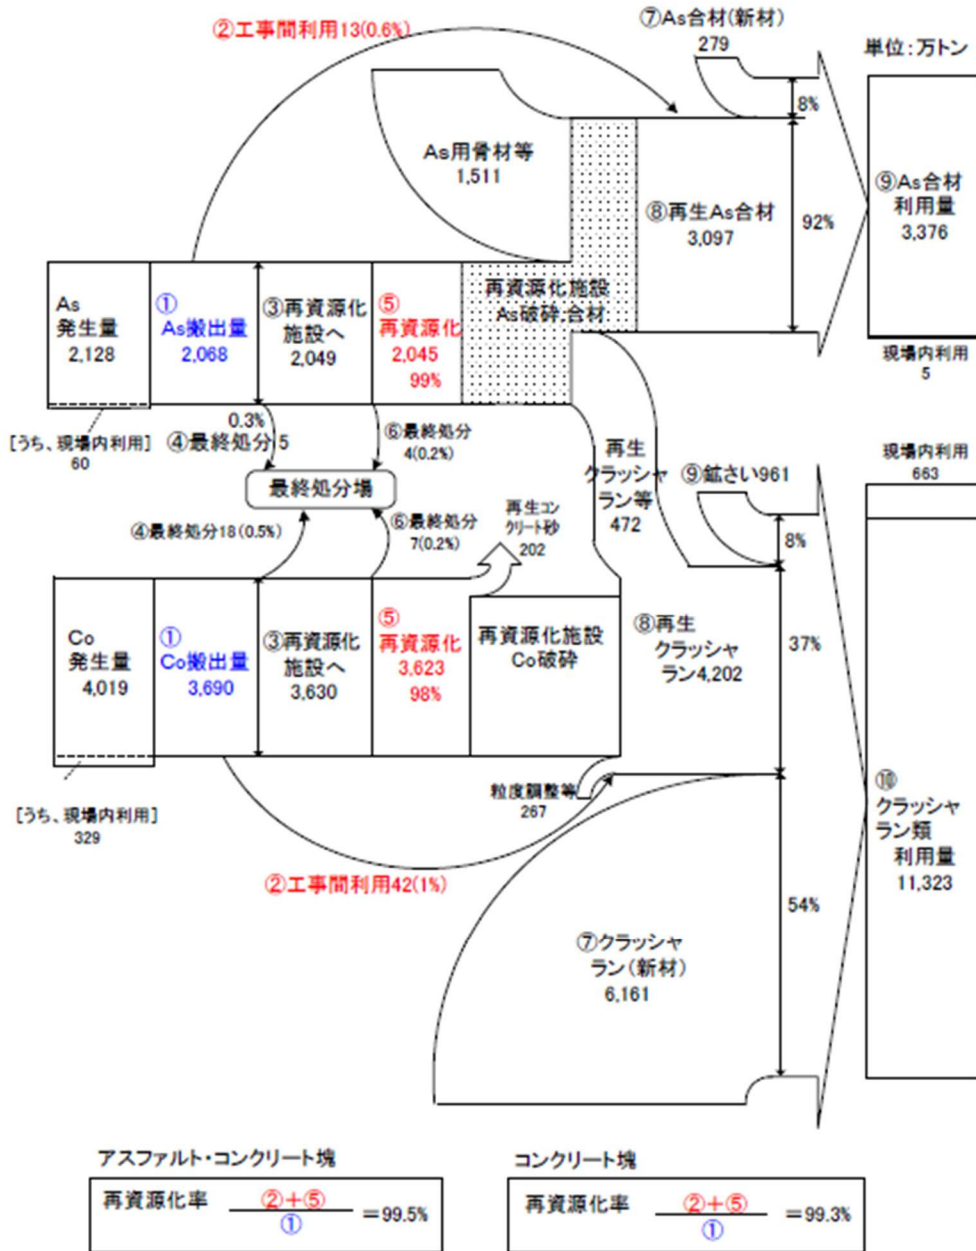 ②工事間利用13(0.6%)
⑦As合材(新材)
279
単位:万トン
8%
As用骨材等
1,511
⑧再生As合材
3,097
92%
⑨As合材
利用量
3,376
As
発生量
2,128
①
As搬出量
2,068
③再資源化
施設へ
2,049
⑤
再資源化
2,045
99%
再資源化施設
As破砕,合材
現場内利用
5
[うち、現場内利用]
60
0.3%
④最終処分 5
⑥最終処分
4(0.2%)
最終処分場
再生
クラッシャ
ラン等
472
⑨鉱さい961
現場内利用
663
④最終処分18(0.5%)
⑥最終処分
7(0.2%)
再生コン
クリート砂
202
8%
Co
発生量
4,019
①
Co搬出量
3,690
③再資源化
施設へ
3,630
⑤
再資源化
3,623
98%
再資源化施設
Co破砕
⑧再生
クラッシャ
ラン4,202
37%
[うち、現場内利用]
329
粒度調整等
267
②工事間利用42(1%)
⑦クラッシャ
ラン(新材)
6,161
54%
⑩
クラッシャ
ラン類
利用量
11,323
アスファルト・コンクリート塊
再資源化率 ②+⑤
①
=99.5%
コンクリート塊
再資源化率 ②+⑤
①
=99.3%